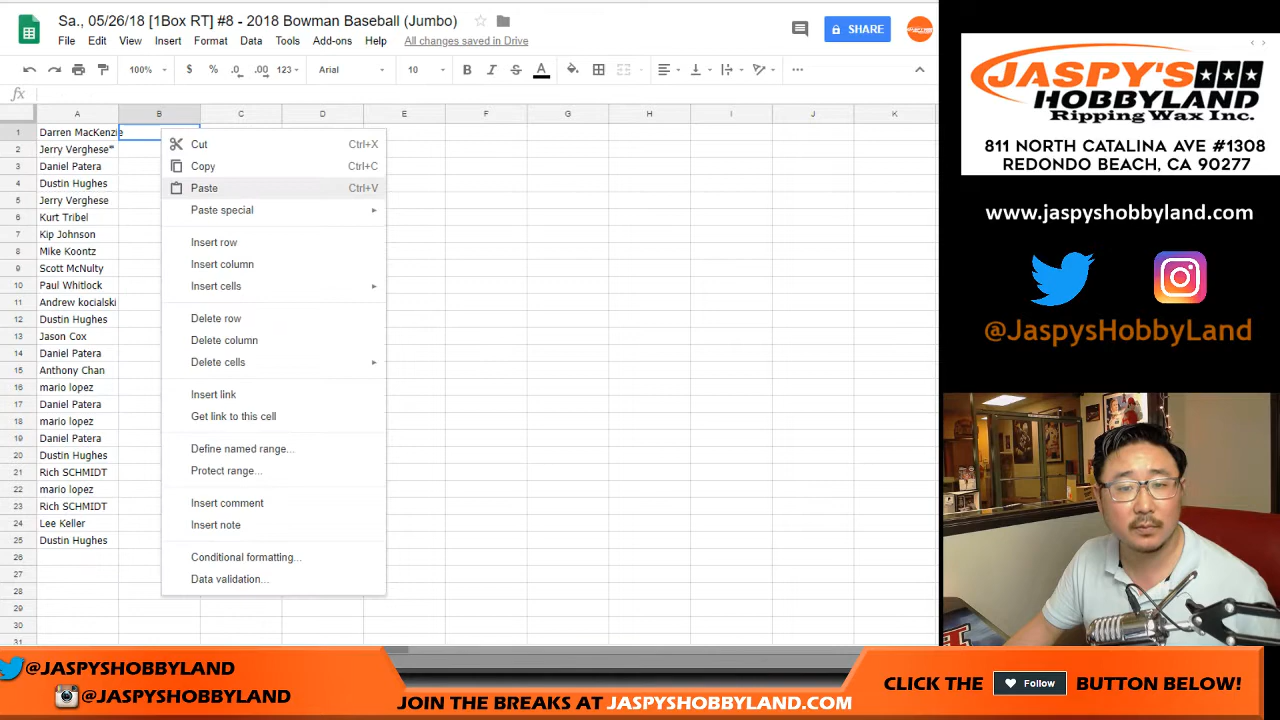 Sa., 05/26/18 [1Box RT] #8 - 2018 Bowman Baseball (Jumbo)
File Edit View Insert Format Data Tools Add-ons Help All changes saved in Drive
SHARE
100% $ % .0 .00 123 Arial 10 B I S A
fx
A B C D E F G H I J K
1 Darren MacKenzie
2 Jerry Verghese*
3 Daniel Patera
4 Dustin Hughes
5 Jerry Verghese
6 Kurt Tribel
7 Kip Johnson
8 Mike Koontz
9 Scott McNulty
10 Paul Whitlock
11 Andrew kocialski
12 Dustin Hughes
13 Jason Cox
14 Daniel Patera
15 Anthony Chan
16 mario lopez
17 Daniel Patera
18 mario lopez
19 Daniel Patera
20 Dustin Hughes
21 Rich SCHMIDT
22 mario lopez
23 Rich SCHMIDT
24 Lee Keller
25 Dustin Hughes
26
27
28
29
30
31
Cut Ctrl+X
Copy Ctrl+C
Paste Ctrl+V
Paste special
Insert row
Insert column
Insert cells
Delete row
Delete column
Delete cells
Insert link
Get link to this cell
Define named range...
Protect range...
Insert comment
Insert note
Conditional formatting...
Data validation...
JASPY'S
HOBBYLAND
Ripping Wax Inc.
811 NORTH CATALINA AVE #1308
REDONDO BEACH, CA 90277
www.jaspyshobbyland.com
@JaspysHobbyLand
@JASPYSHOBBYLAND
@JASPYSHOBBYLAND
JOIN THE BREAKS AT JASPYSHOBBYLAND.COM
CLICK THE Follow BUTTON BELOW!